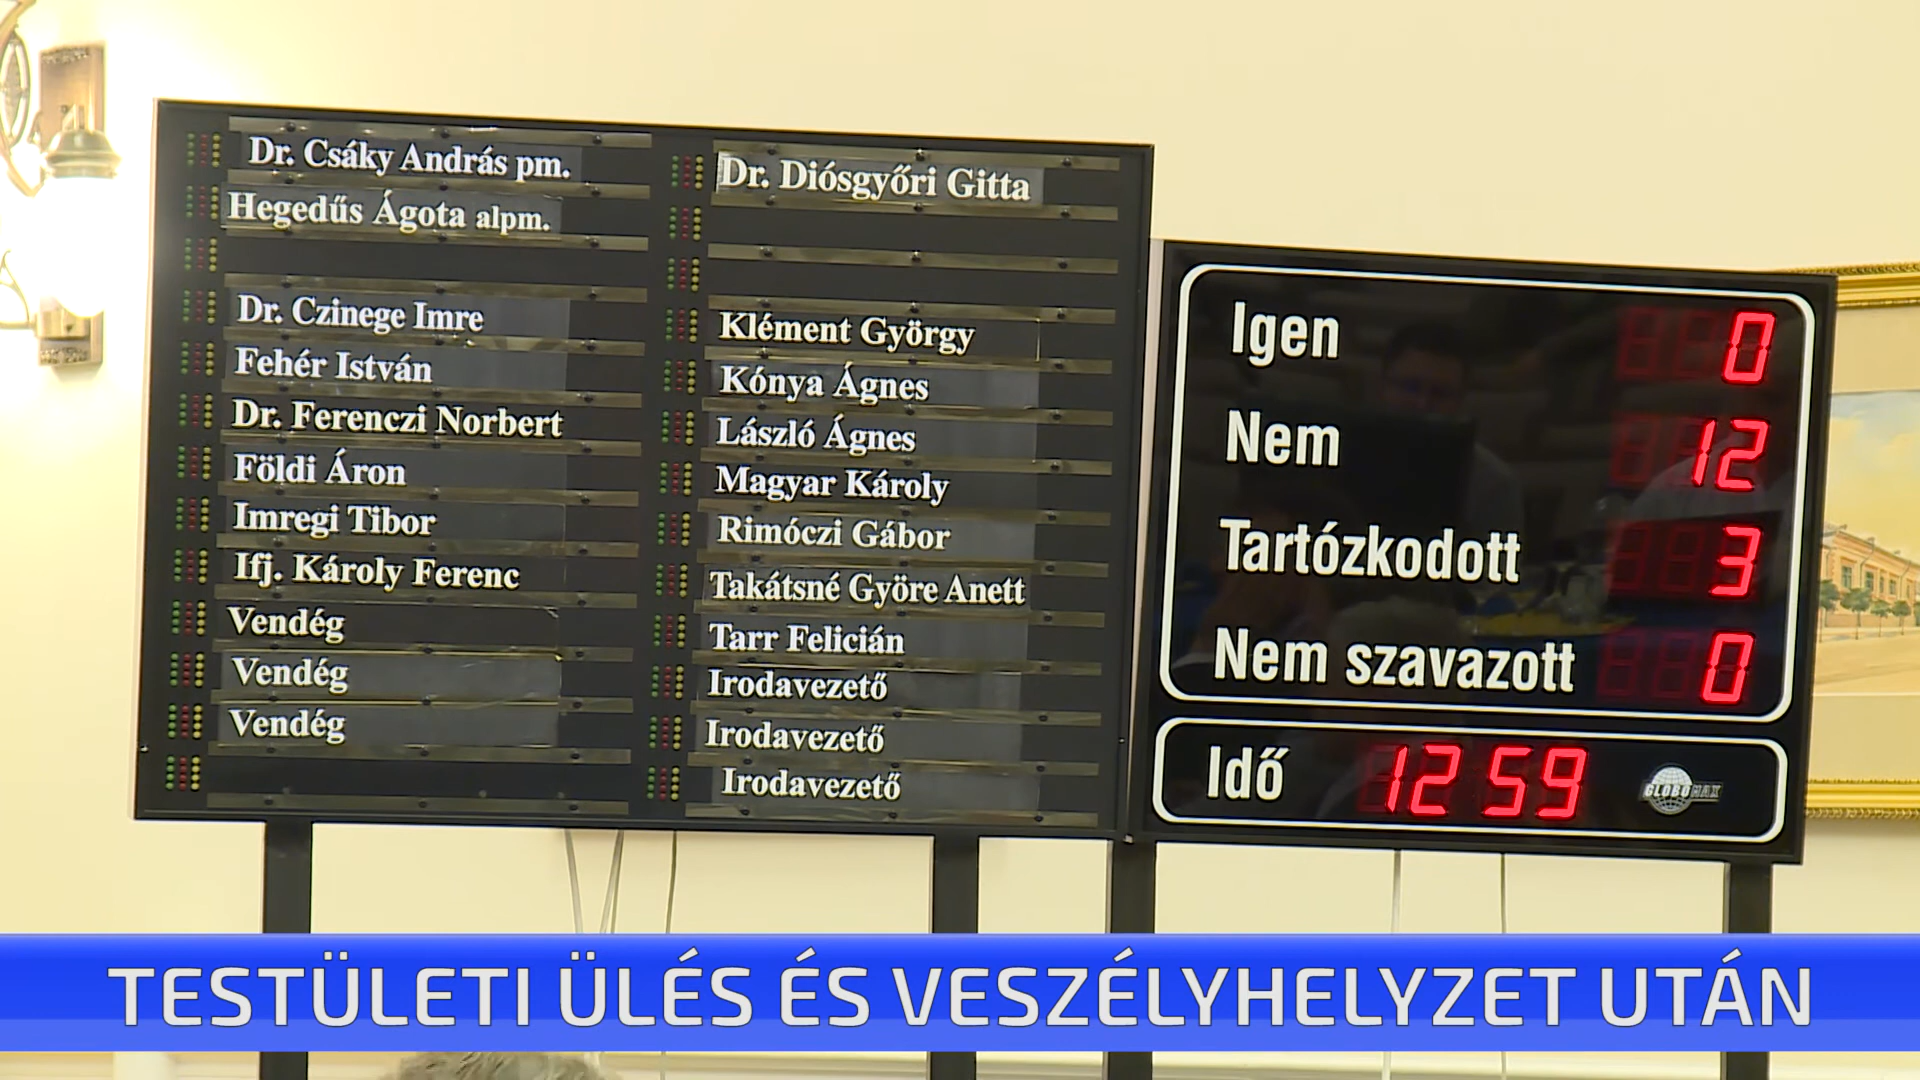 Dr. Csáky András pm.
Hegedűs Ágota alpm.
Dr. Czinege Imre
Fehér István
Dr. Ferenczi Norbert
Földi Áron
Imregi Tibor
Ifj. Károly Ferenc
Vendég
Vendég
Vendég
Dr. Diósgyőri Gitta
Klément György
Kónya Ágnes
László Ágnes
Magyar Károly
Rimóczi Gábor
Takátsné Györe Anett
Tarr Felicián
Irodavezető
Irodavezető
Irodavezető
Igen 0
Nem 12
Tartózkodott 3
Nem szavazott 0
Idő 12 59
GLOBOMAX
TESTÜLETI ÜLÉS ÉS VESZÉLYHELYZET UTÁN